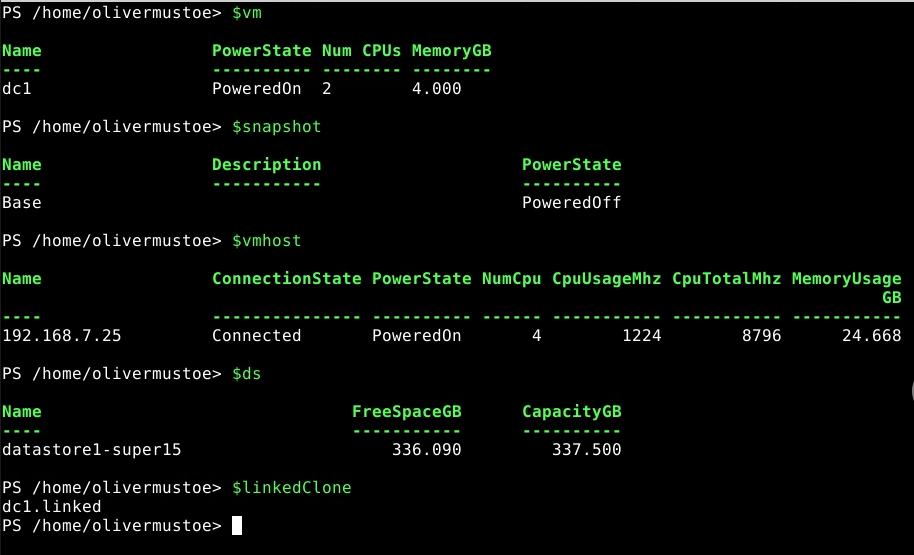 PS /home/olivermustoe> $vm
Name PowerState Num CPUs MemoryGB
---- ---------- -------- --------
dc1 PoweredOn 2 4.000
PS /home/olivermustoe> $snapshot
Name Description PowerState
---- ----------- ----------
Base PoweredOff
PS /home/olivermustoe> $vmhost
Name ConnectionState PowerState NumCpu CpuUsageMhz CpuTotalMhz MemoryUsage
GB
---- --------------- ---------- ------ ----------- ----------- -----------
192.168.7.25 Connected PoweredOn 4 1224 8796 24.668
PS /home/olivermustoe> $ds
Name FreeSpaceGB CapacityGB
---- ----------- ----------
datastore1-super15 336.090 337.500
PS /home/olivermustoe> $linkedClone
dc1.linked
PS /home/olivermustoe>